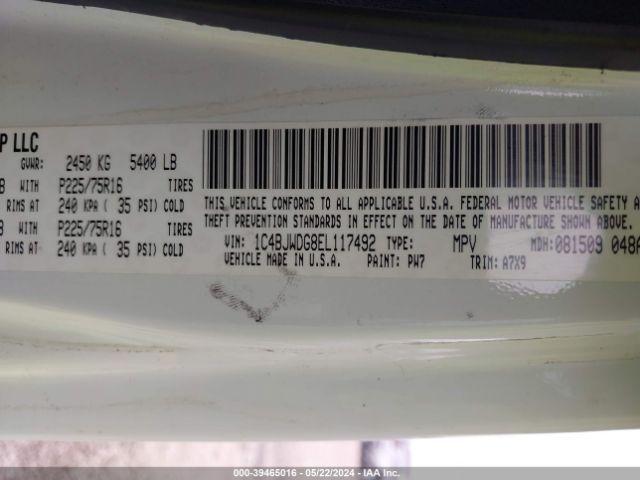 P LLC
GVWR: 2450 KG 5400 LB
B WITH P225/75R16 TIRES
RIMS AT 240 KPA ( 35 PSI) COLD
B WITH P225/75R16 TIRES
RIMS AT 240 KPA ( 35 PSI) COLD
THIS VEHICLE CONFORMS TO ALL APPLICABLE U.S.A. FEDERAL MOTOR VEHICLE SAFETY A
THEFT PREVENTION STANDARDS IN EFFECT ON THE DATE OF MANUFACTURE SHOWN ABOVE.
VIN: 1C4BJWDG8EL117492 TYPE: MPV MDH:081509 048A
VEHICLE MADE IN U.S.A. PAINT: PW7 TRIM: A7X9
000-39465016 - 05/22/2024 - IAA Inc.